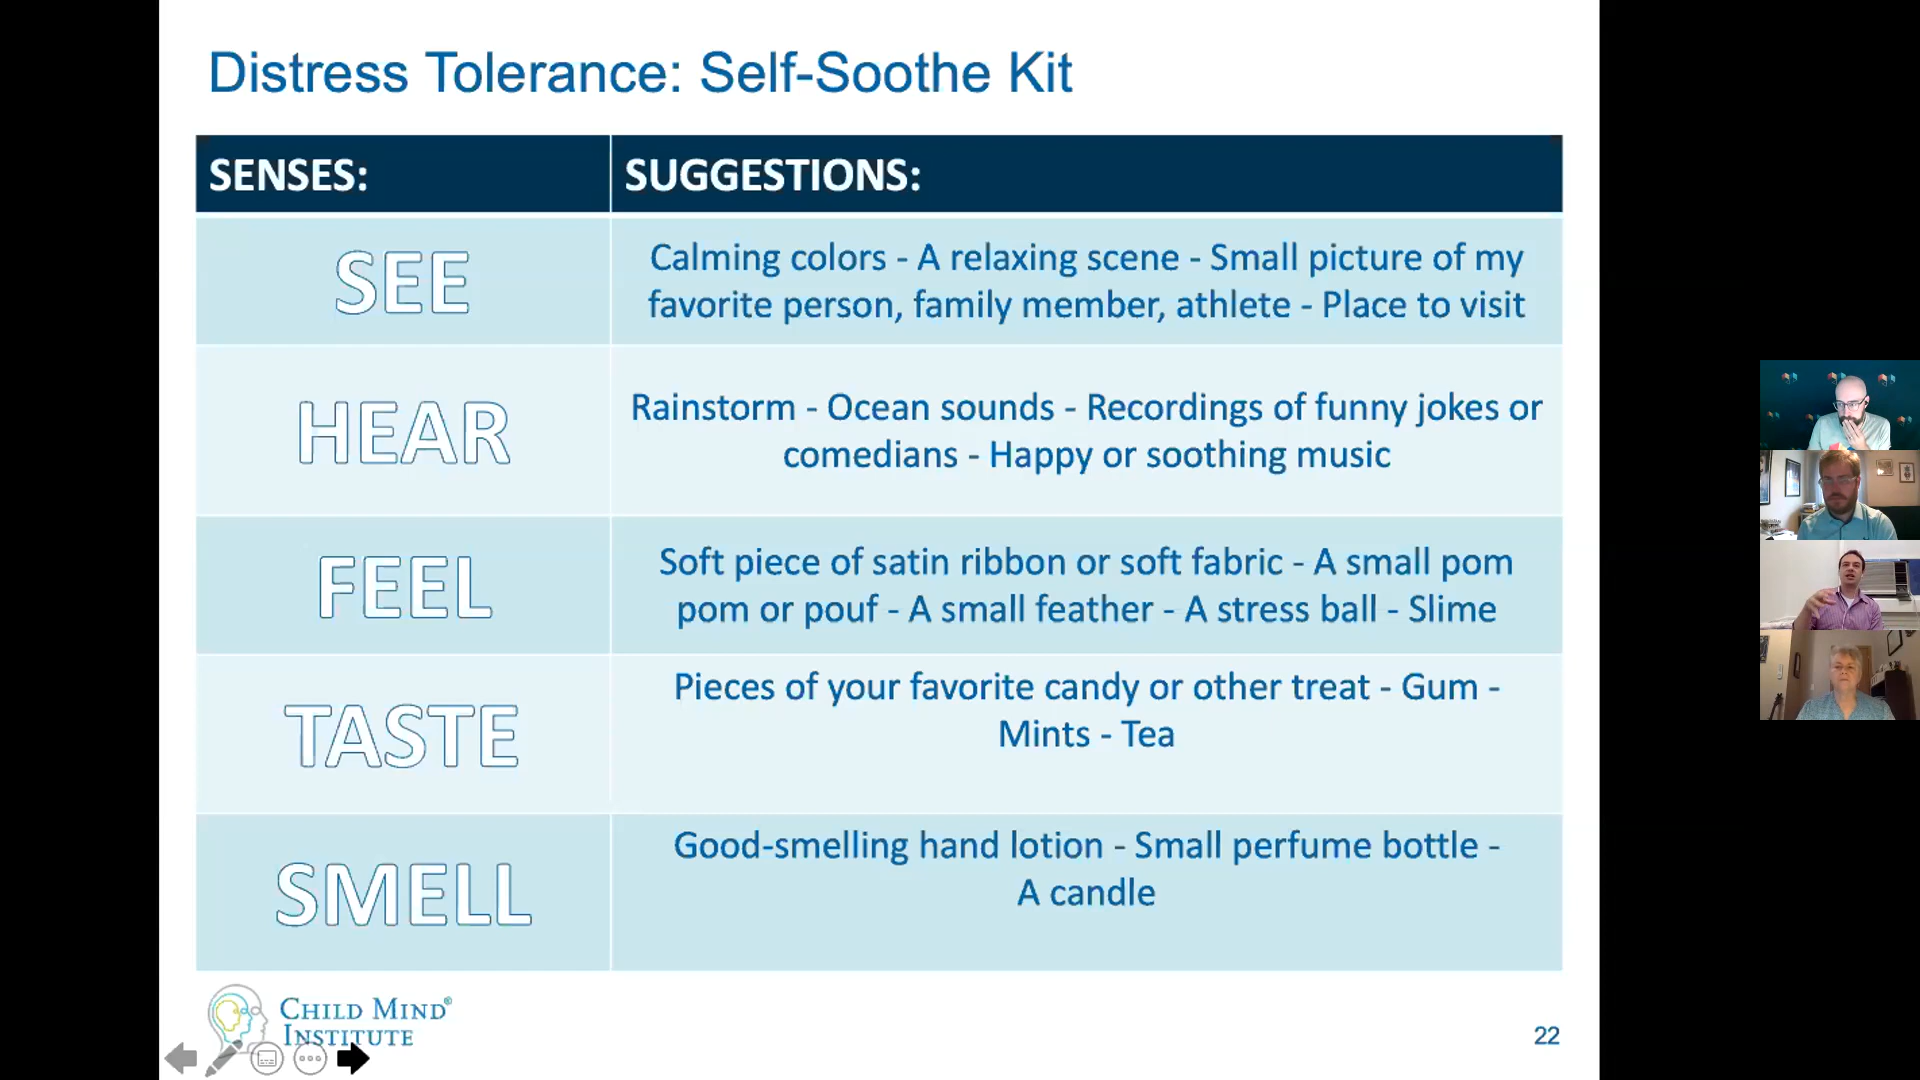 Distress Tolerance: Self-Soothe Kit
SENSES:
SUGGESTIONS:
SEE
Calming colors - A relaxing scene - Small picture of my
favorite person, family member, athlete - Place to visit
HEAR
Rainstorm - Ocean sounds - Recordings of funny jokes or
comedians - Happy or soothing music
FEEL
Soft piece of satin ribbon or soft fabric - A small pom
pom or pouf - A small feather - A stress ball - Slime
TASTE
Pieces of your favorite candy or other treat - Gum -
Mints - Tea
SMELL
Good-smelling hand lotion - Small perfume bottle -
A candle
CHILD MIND®
INSTITUTE
22